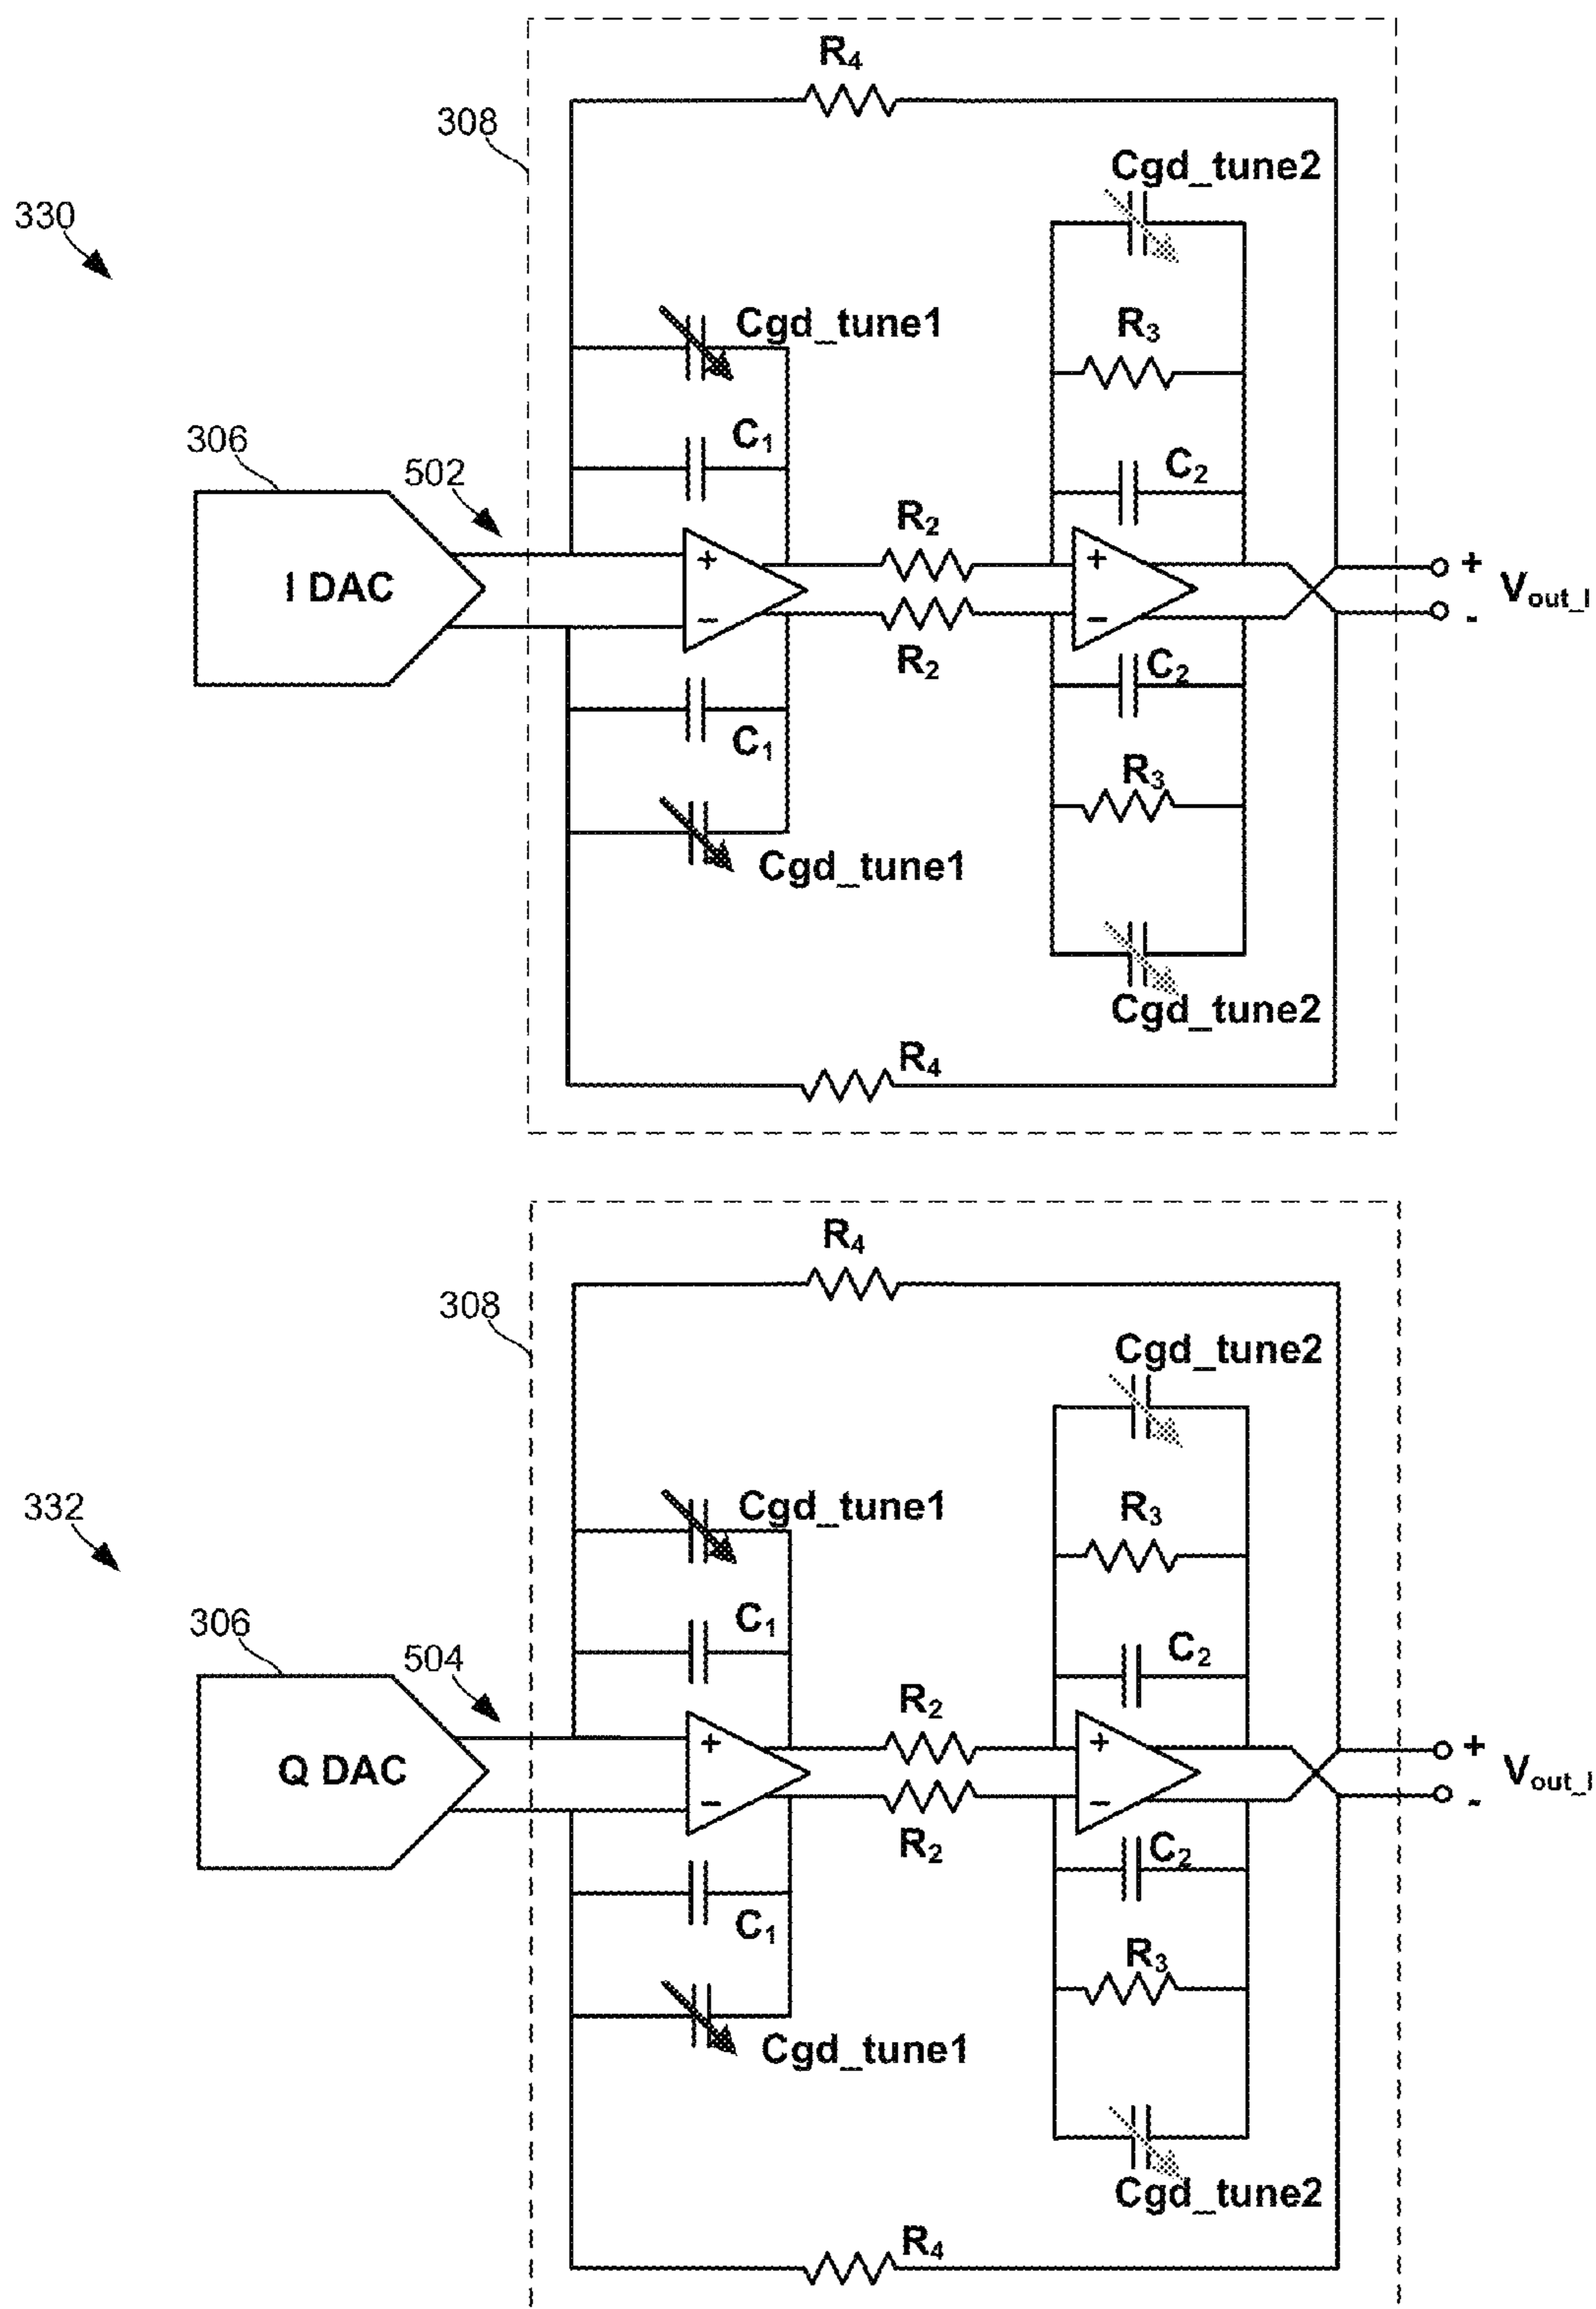 R4
308
Cgd_tune2
330
Cgd_tune1
R3
306
C1
502
C2
R2
I DAC
+
−
+
−
+
-
Vout_I
R2
C2
C1
R3
Cgd_tune1
Cgd_tune2
R4
R4
308
Cgd_tune2
332
Cgd_tune1
R3
306
C1
504
C2
R2
Q DAC
+
−
+
−
+
-
Vout_I
R2
C2
C1
R3
Cgd_tune1
Cgd_tune2
R4